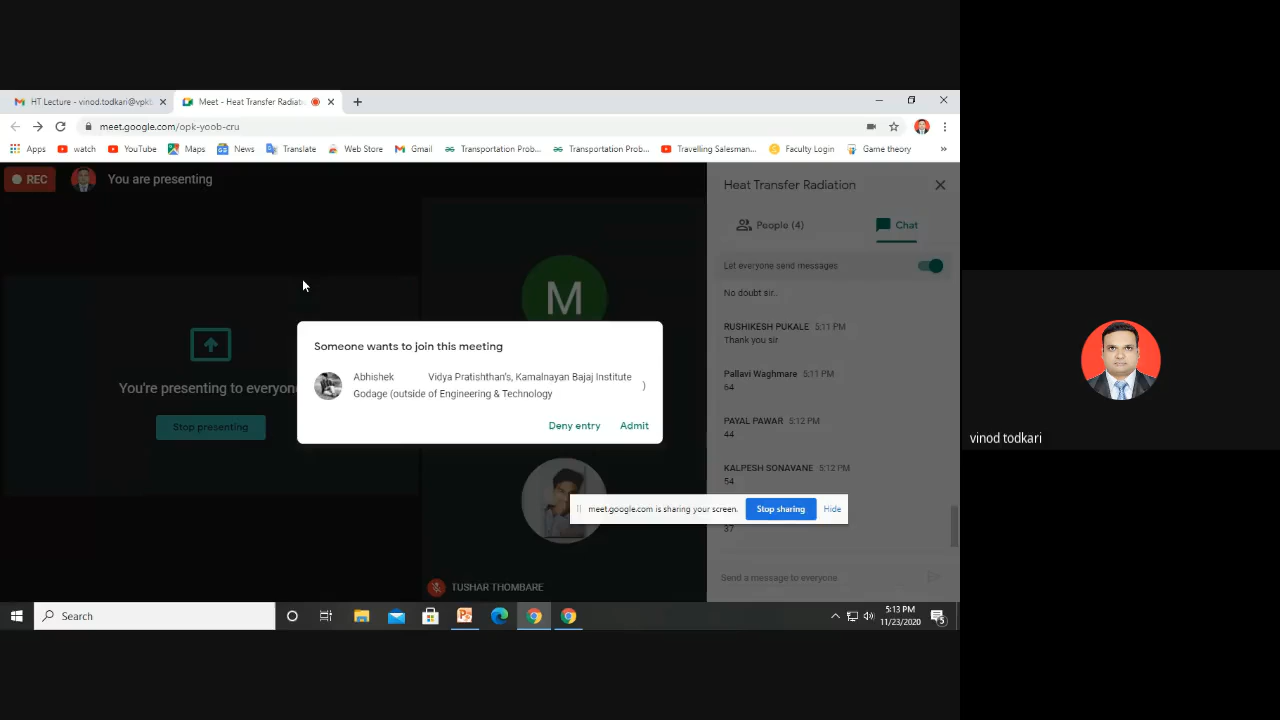 HT Lecture - vinod.todkari@vpkt
Meet - Heat Transfer Radiati
meet.google.com/opk-yoob-cru
Apps watch YouTube Maps News Translate Web Store Gmail Transportation Prob... Transportation Prob... Travelling Salesman... Faculty Login Game theory »
REC You are presenting
Heat Transfer Radiation
People (4) Chat
Let everyone send messages
No doubt sir..
RUSHIKESH PUKALE 5:11 PM
Thank you sir
Pallavi Waghmare 5:11 PM
64
PAYAL PAWAR 5:12 PM
44
KALPESH SONAVANE 5:12 PM
54
37
Send a message to everyone
M
You're presenting to everyone
Stop presenting
Someone wants to join this meeting
Abhishek Vidya Pratishthan's, Kamalnayan Bajaj Institute
Godage (outside of Engineering & Technology )
Deny entry Admit
meet.google.com is sharing your screen. Stop sharing Hide
TUSHAR THOMBARE
Search
5:13 PM
11/23/2020
5
vinod todkari